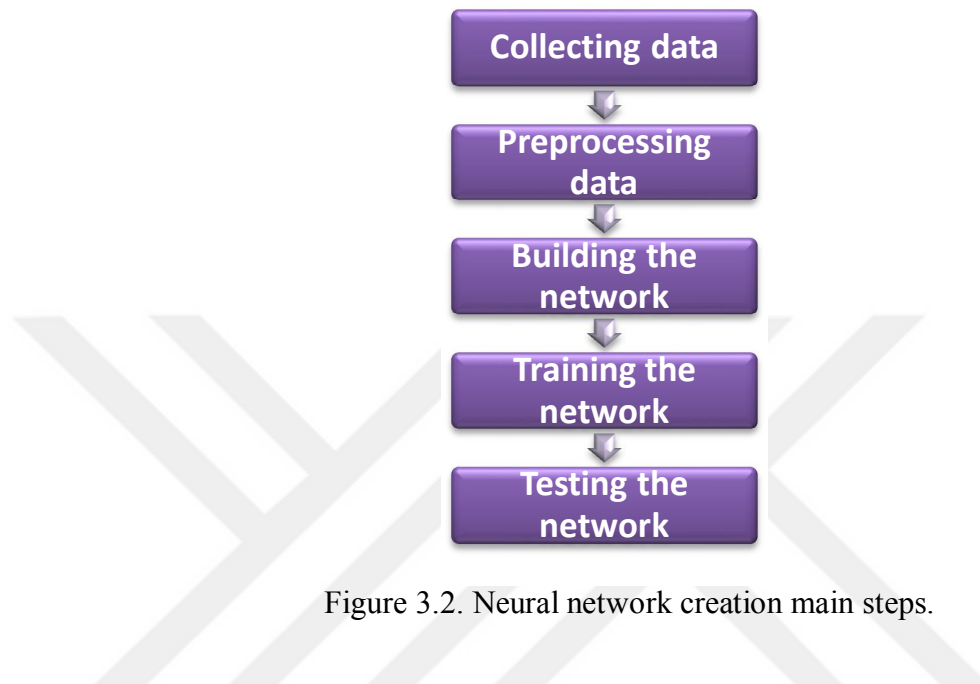 Collecting data
Preprocessing
data
Building the
network
Training the
network
Testing the
network
Figure 3.2. Neural network creation main steps.